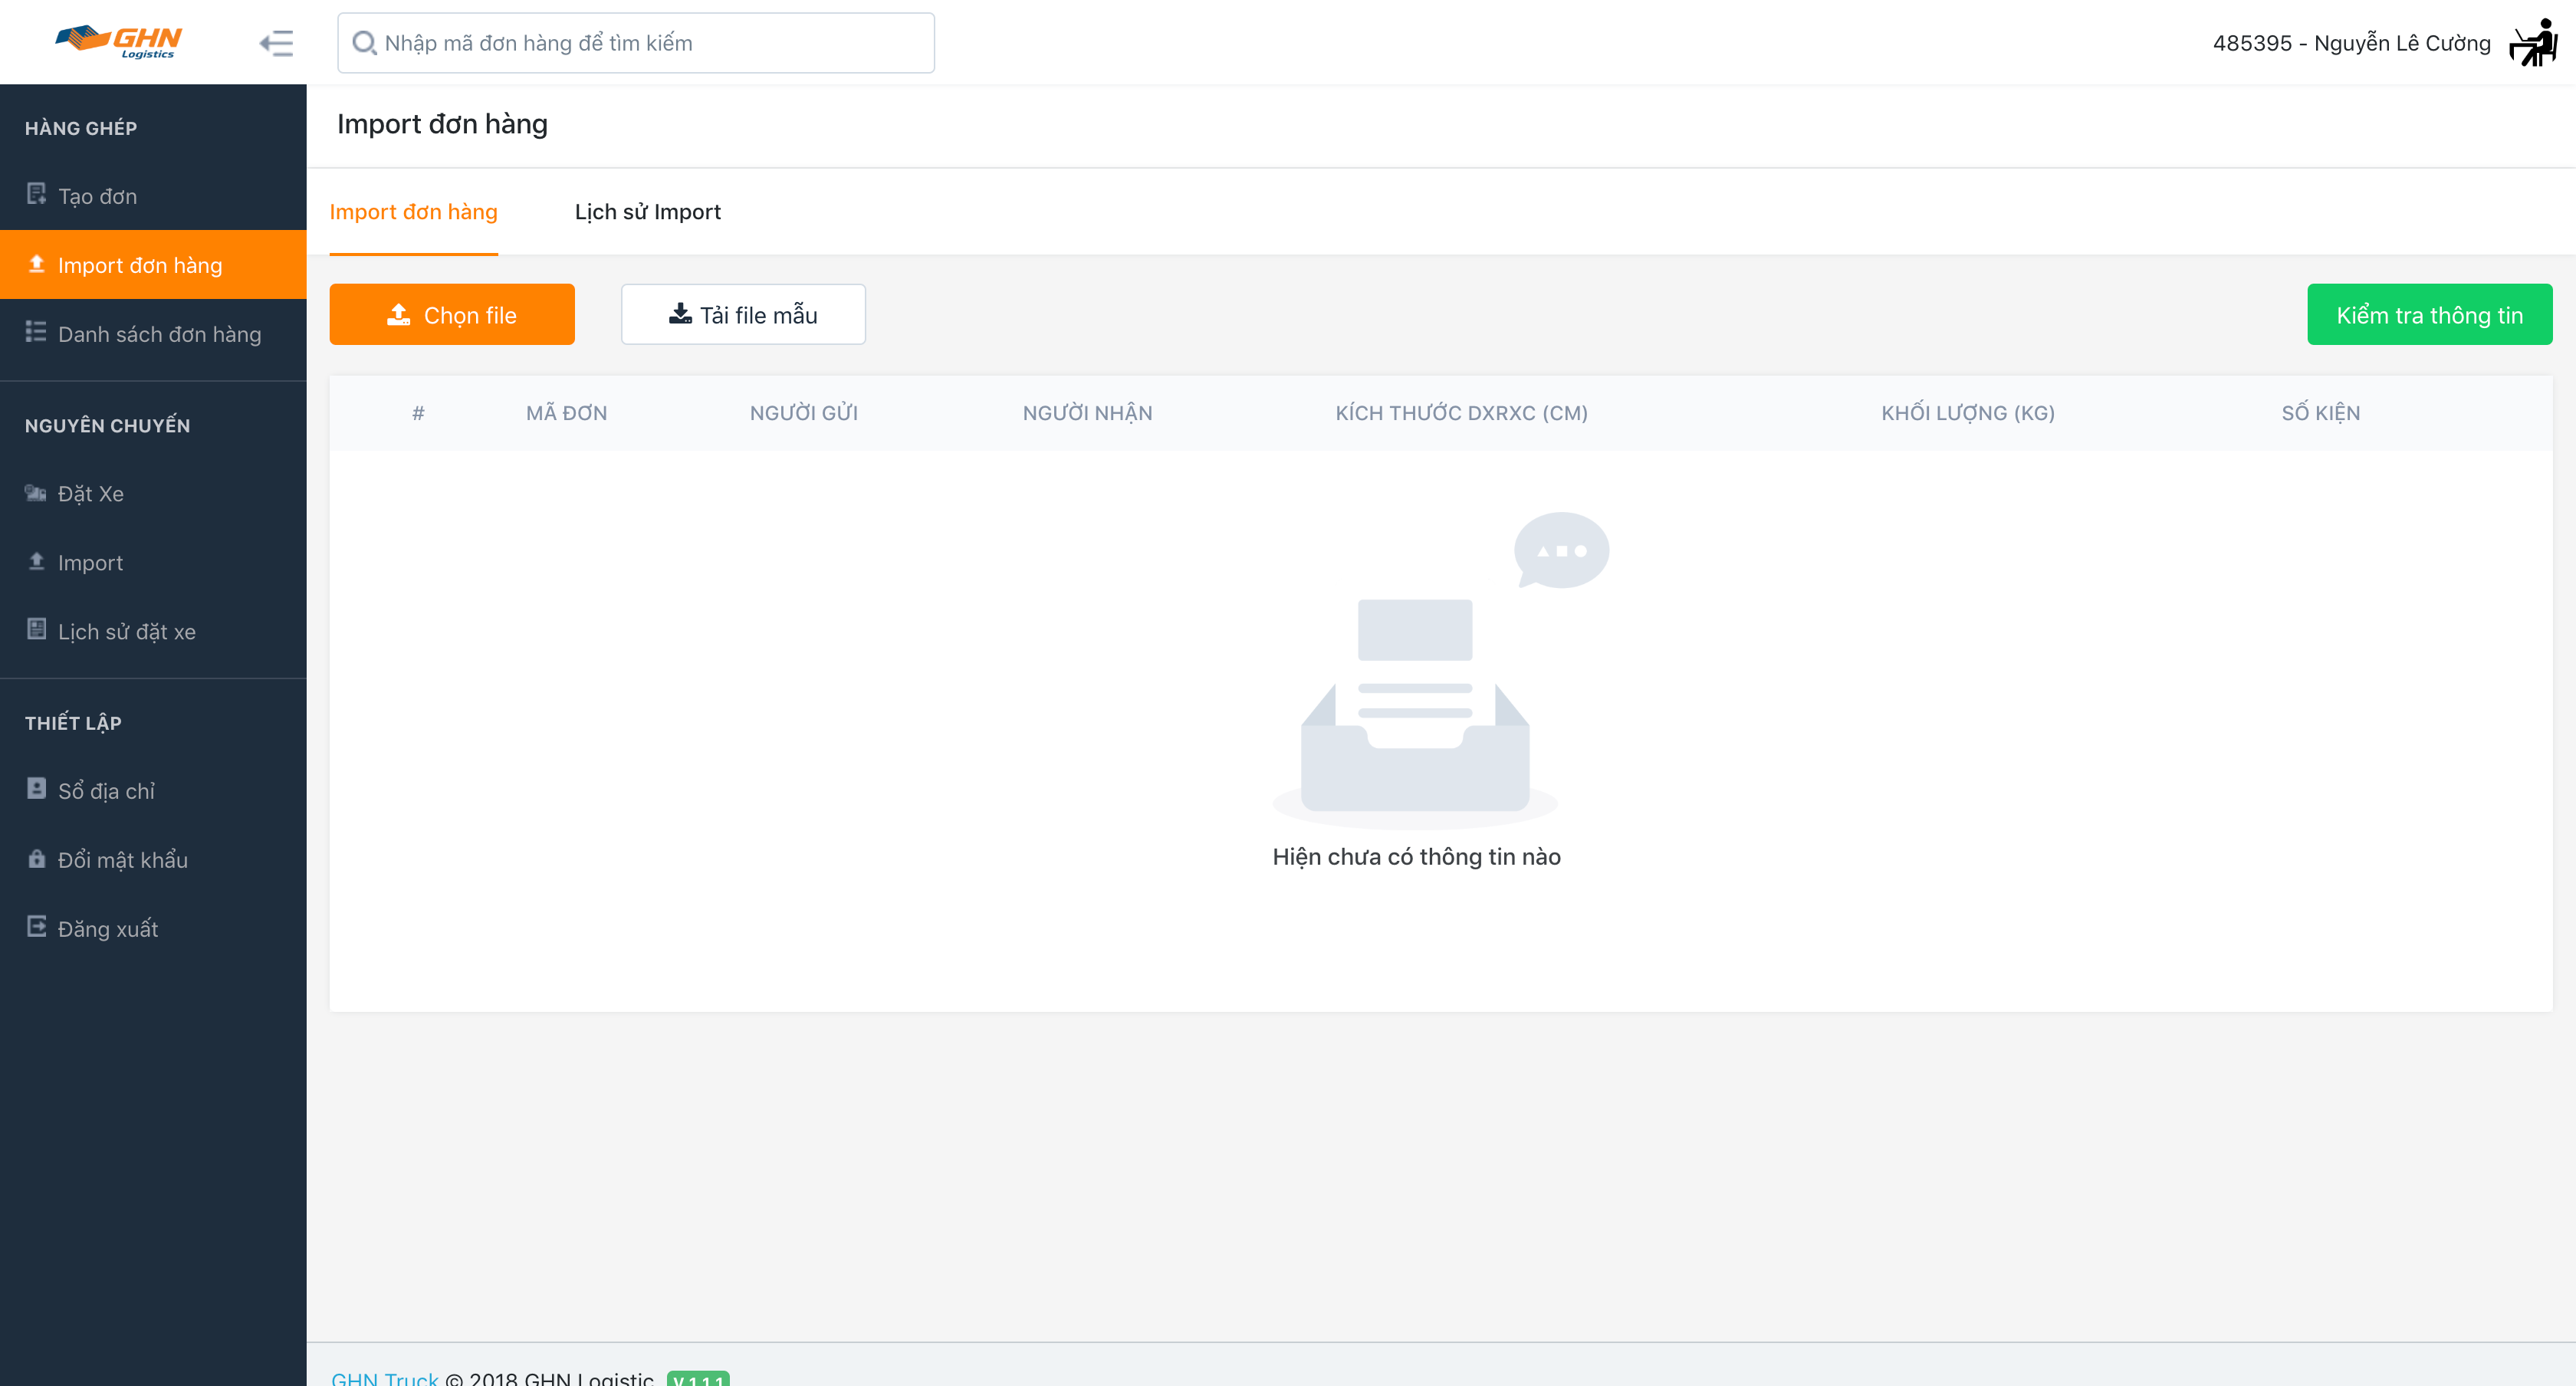 GHN
Logistics
Nhập mã đơn hàng để tìm kiếm
485395 - Nguyễn Lê Cường
HÀNG GHÉP
Tạo đơn
Import đơn hàng
Danh sách đơn hàng
NGUYÊN CHUYẾN
Đặt Xe
Import
Lịch sử đặt xe
THIẾT LẬP
Sổ địa chỉ
Đổi mật khẩu
Đăng xuất
Import đơn hàng
Import đơn hàng Lịch sử Import
Chọn file Tải file mẫu Kiểm tra thông tin
# MÃ ĐƠN NGƯỜI GỬI NGƯỜI NHẬN KÍCH THƯỚC DXRXC (CM) KHỐI LƯỢNG (KG) SỐ KIỆN
Hiện chưa có thông tin nào
GHN Truck © 2018 GHN Logistic V 1.1.1